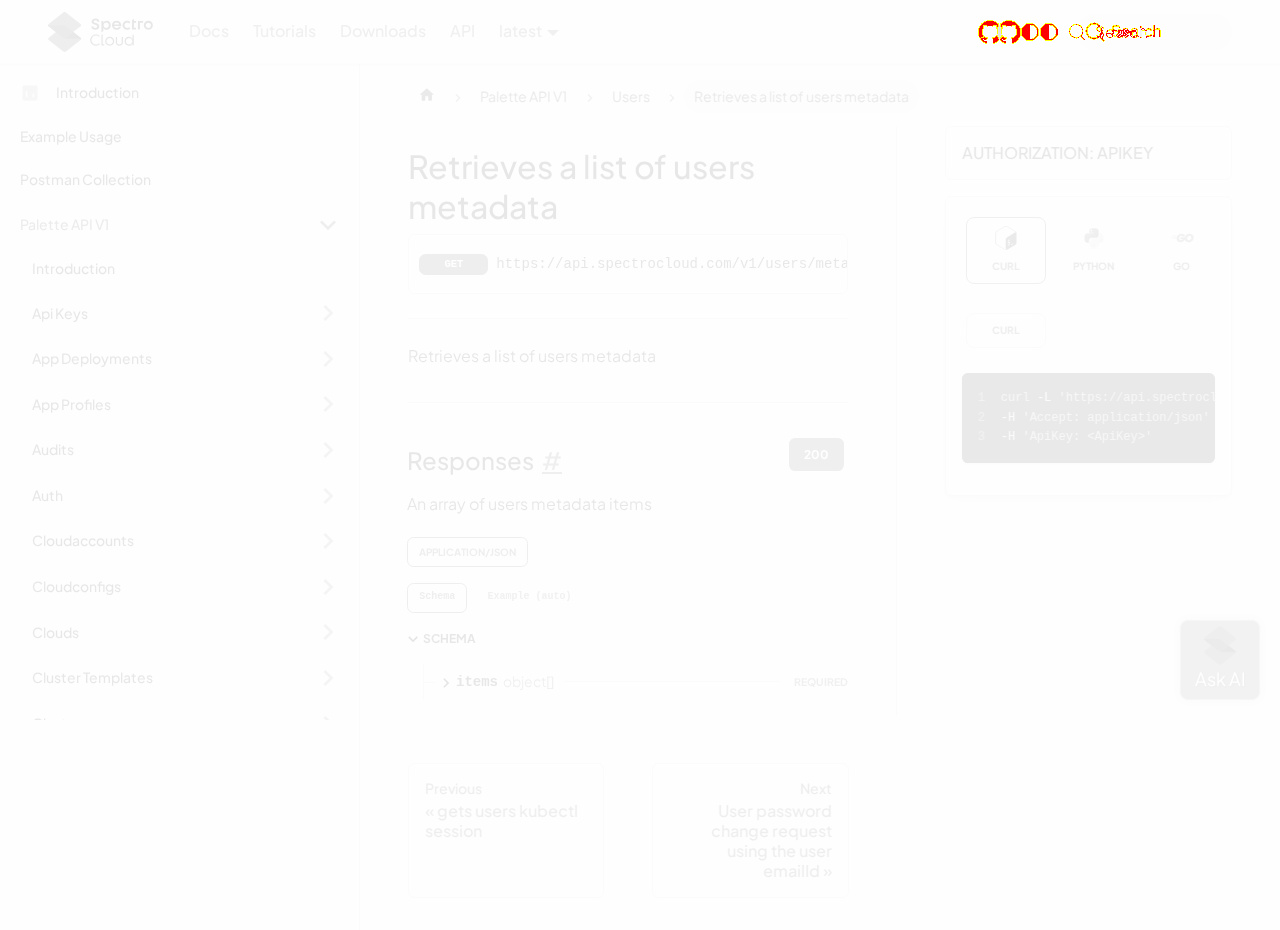 Spectro
Cloud
Docs
Tutorials
Downloads
API
latest
Introduction
Example Usage
Postman Collection
Palette API V1
Introduction
Api Keys
App Deployments
App Profiles
Audits
Auth
Cloudaccounts
Cloudconfigs
Clouds
Cluster Templates
Palette API V1
Users
Retrieves a list of users metadata
Retrieves a list of users
metadata
GET
https://api.spectrocloud.com/v1/users/meta
Retrieves a list of users metadata
Responses #
200
An array of users metadata items
APPLICATION/JSON
Schema
Example (auto)
SCHEMA
items object[]
REQUIRED
Previous
« gets users kubectl
session
Next
User password
change request
using the user
emailId »
AUTHORIZATION: APIKEY
CURL
PYTHON
GO
GO
CURL
1 curl -L 'https://api.spectrocl
2 -H 'Accept: application/json'
3 -H 'ApiKey: <ApiKey>'
Ask AI